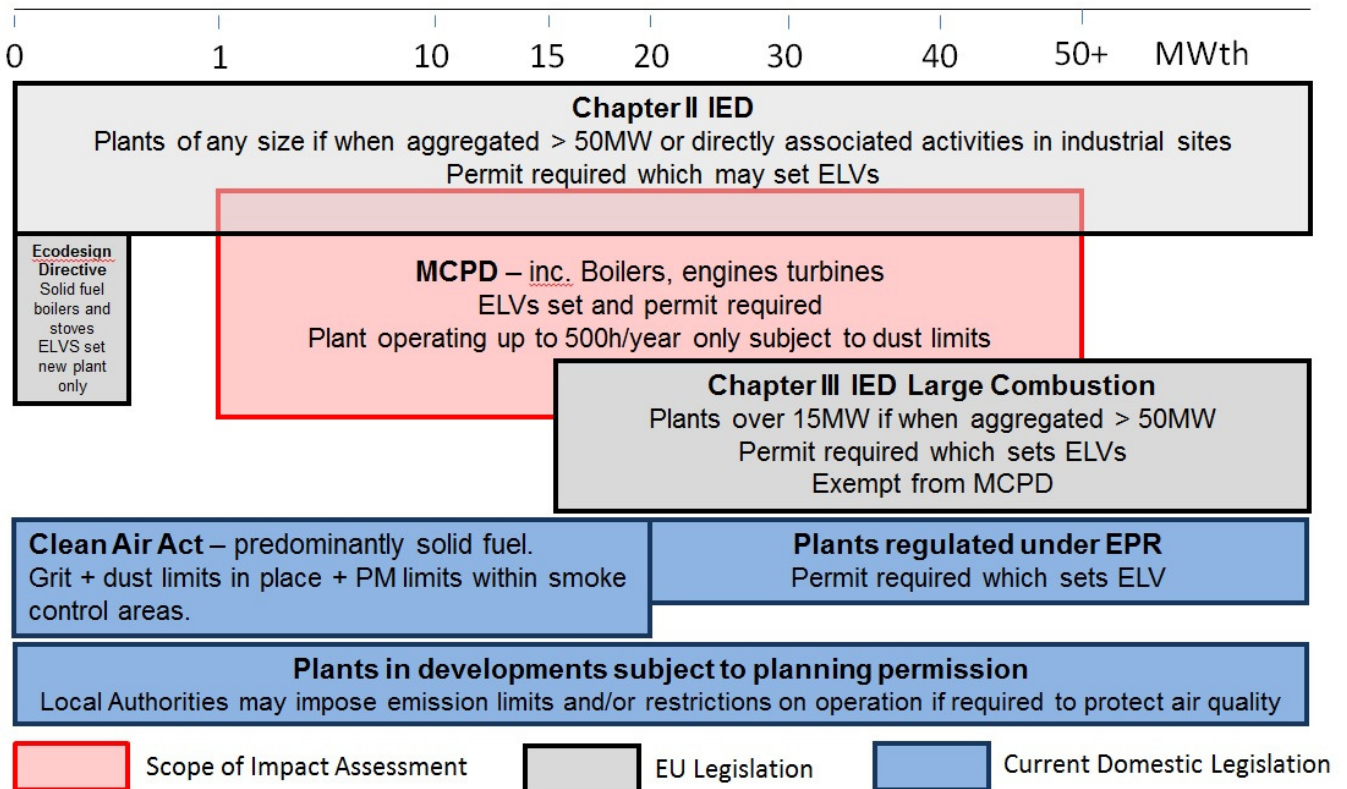 0 1 10 15 20 30 40 50+ MWth
Chapter II IED
Plants of any size if when aggregated > 50MW or directly associated activities in industrial sites
Permit required which may set ELVs
Ecodesign
Directive
Solid fuel
boilers and
stoves
ELVS set
new plant
only
MCPD – inc. Boilers, engines turbines
ELVs set and permit required
Plant operating up to 500h/year only subject to dust limits
Chapter III IED Large Combustion
Plants over 15MW if when aggregated > 50MW
Permit required which sets ELVs
Exempt from MCPD
Clean Air Act – predominantly solid fuel.
Grit + dust limits in place + PM limits within smoke
control areas.
Plants regulated under EPR
Permit required which sets ELV
Plants in developments subject to planning permission
Local Authorities may impose emission limits and/or restrictions on operation if required to protect air quality
Scope of Impact Assessment
EU Legislation
Current Domestic Legislation